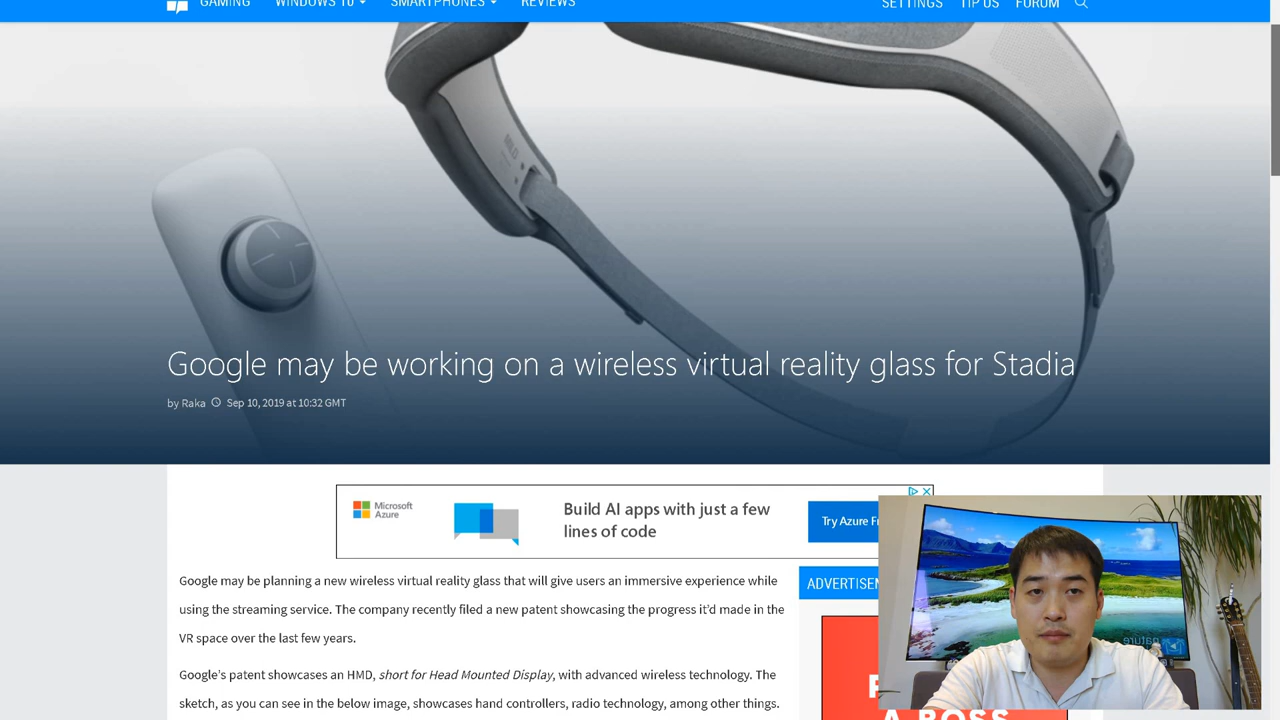 GAMING WINDOWS 10 SMARTPHONES REVIEWS SETTINGS TIP US FORUM
Google may be working on a wireless virtual reality glass for Stadia
by Raka Sep 10, 2019 at 10:32 GMT
Microsoft
Azure
Build AI apps with just a few
lines of code
Try Azure
Google may be planning a new wireless virtual reality glass that will give users an immersive experience while
using the streaming service. The company recently filed a new patent showcasing the progress it'd made in the
VR space over the last few years.
Google's patent showcases an HMD, short for Head Mounted Display, with advanced wireless technology. The
sketch, as you can see in the below image, showcases hand controllers, radio technology, among other things.
A BOSS
nature